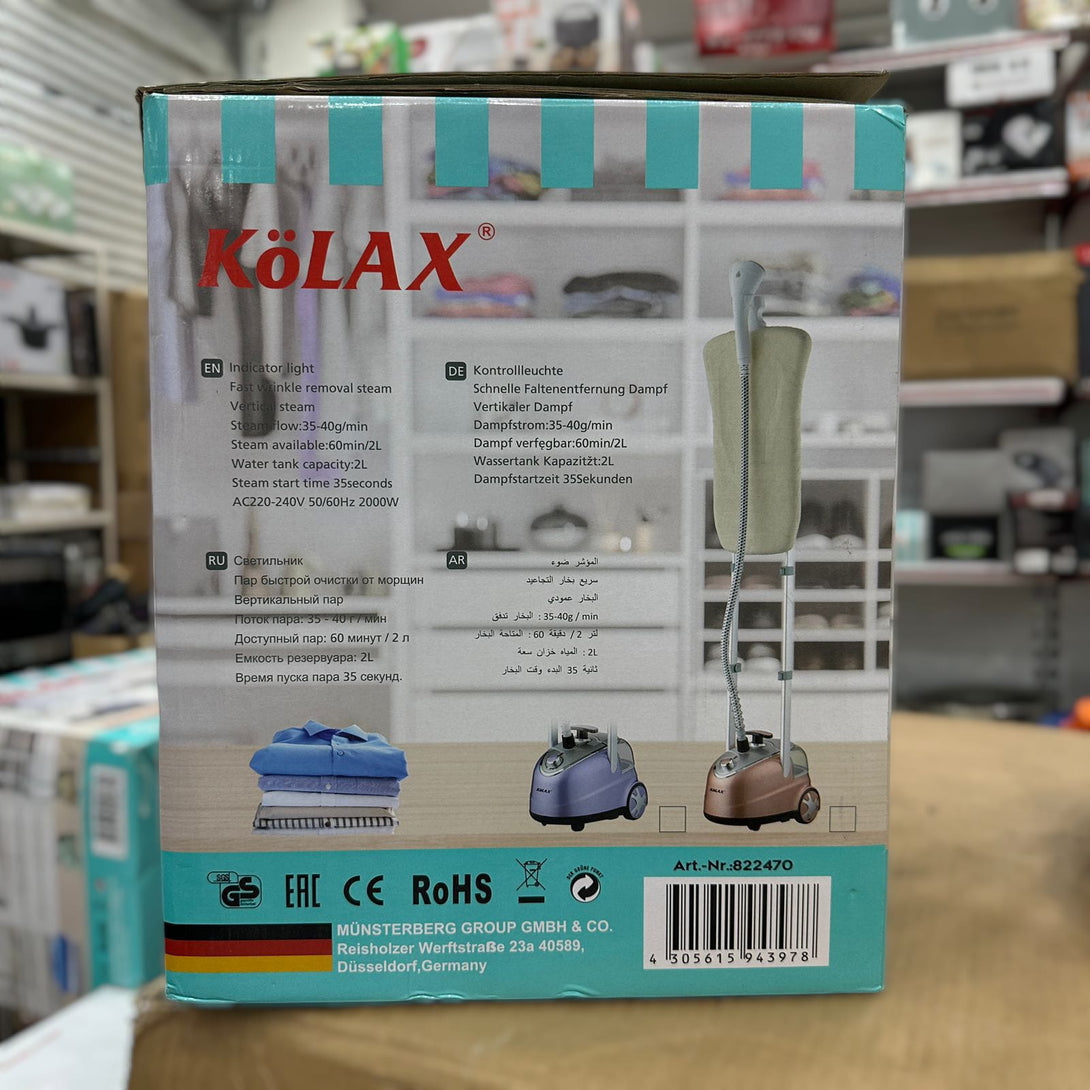 KöLAX®
EN Indicator light
Fast wrinkle removal steam
Vertical steam
Steam flow:35-40g/min
Steam available:60min/2L
Water tank capacity:2L
Steam start time 35seconds
AC220-240V 50/60Hz 2000W
DE Kontrollleuchte
Schnelle Faltenentfernung Dampf
Vertikaler Dampf
Dampfstrom:35-40g/min
Dampf verfęgbar:60min/2L
Wassertank Kapazitžt:2L
Dampfstartzeit 35Sekunden
RU Светильник
Пар быстрой очистки от морщин
Вертикальный пар
Поток пара: 35 - 40 г / мин
Доступный пар: 60 минут / 2 л
Емкость резервуара: 2L
Время пуска пара 35 секунд.
AR المؤشر ضوء
سريع بخار التجاعيد
البخار عمودي
35-40g / min : البخار تدفق
لتر 2 / دقيقة 60 : المتاحة البخار
2L : المياه خزان سعة
ثانية 35 البدء وقت البخار
KöLAX
KöLAX
SGS GS EAC CE RoHS DER GRÜNE PUNKT
Art.-Nr.:822470
MÜNSTERBERG GROUP GMBH & CO.
Reisholzer Werftstraße 23a 40589,
Düsseldorf,Germany
4 305615 943978